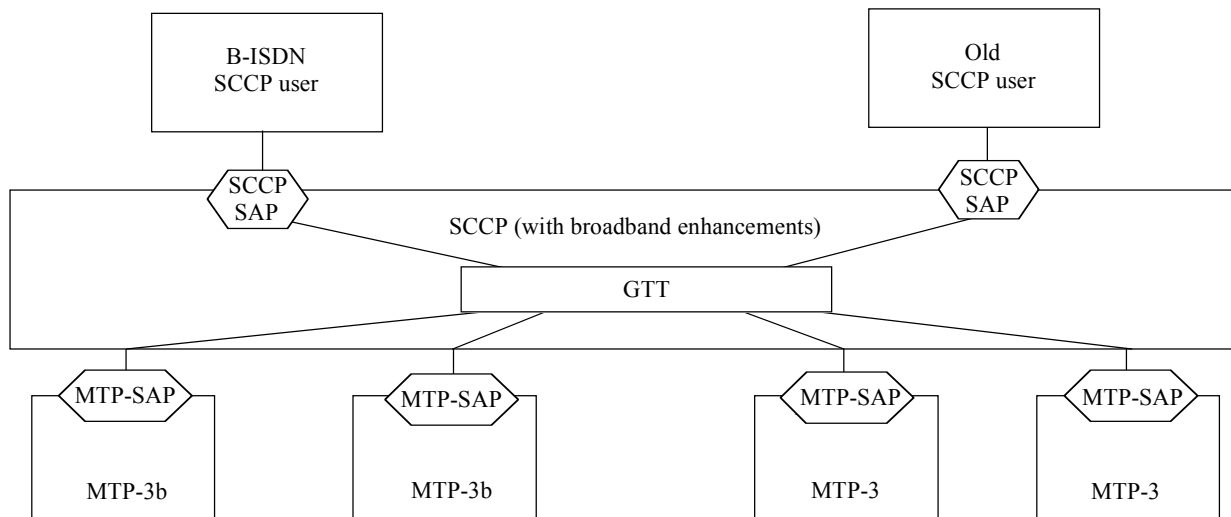 B-ISDN
SCCP user
Old
SCCP user
SCCP
SAP
SCCP
SAP
SCCP (with broadband enhancements)
GTT
MTP-SAP
MTP-SAP
MTP-SAP
MTP-SAP
MTP-3b
MTP-3b
MTP-3
MTP-3